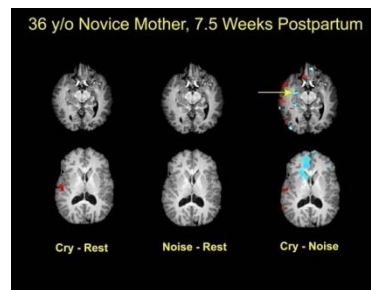 36 y/o Novice Mother, 7.5 Weeks Postpartum
Cry - Rest
Noise - Rest
Cry - Noise